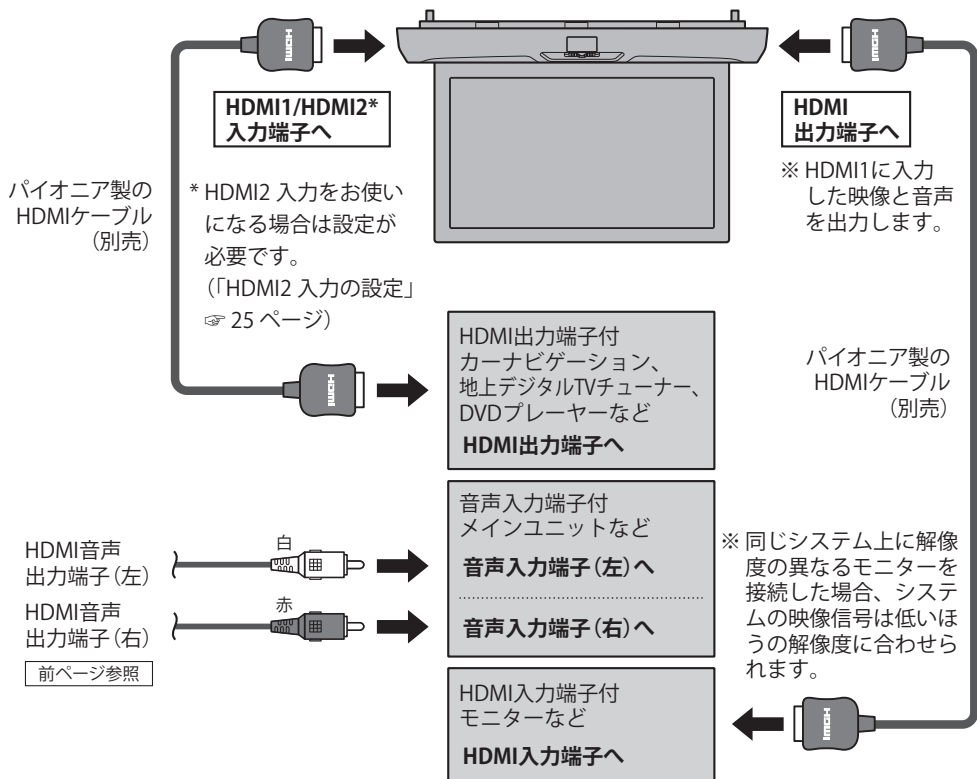 HDMI
HDMI
HDMI1/HDMI2*
入力端子へ
HDMI
出力端子へ
パイオニア製の
HDMIケーブル
（別売）
* HDMI2 入力をお使い
になる場合は設定が
必要です。
（「HDMI2 入力の設定」
☞ 25 ページ）
※ HDMI1に入力
した映像と音声
を出力します。
HDMI
HDMI出力端子付
カーナビゲーション、
地上デジタルTVチューナー、
DVDプレーヤーなど
HDMI出力端子へ
パイオニア製の
HDMIケーブル
（別売）
HDMI音声
出力端子（左）
白
音声入力端子付
メインユニットなど
音声入力端子（左）へ
HDMI音声
出力端子（右）
赤
音声入力端子（右）へ
前ページ参照
※ 同じシステム上に解像
度の異なるモニターを
接続した場合、システ
ムの映像信号は低いほ
うの解像度に合わせら
れます。
HDMI入力端子付
モニターなど
HDMI入力端子へ
HDMI